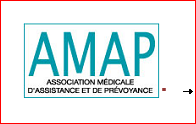 AMAP
ASSOCIATION MÉDICALE
D'ASSISTANCE ET DE PRÉVOYANCE